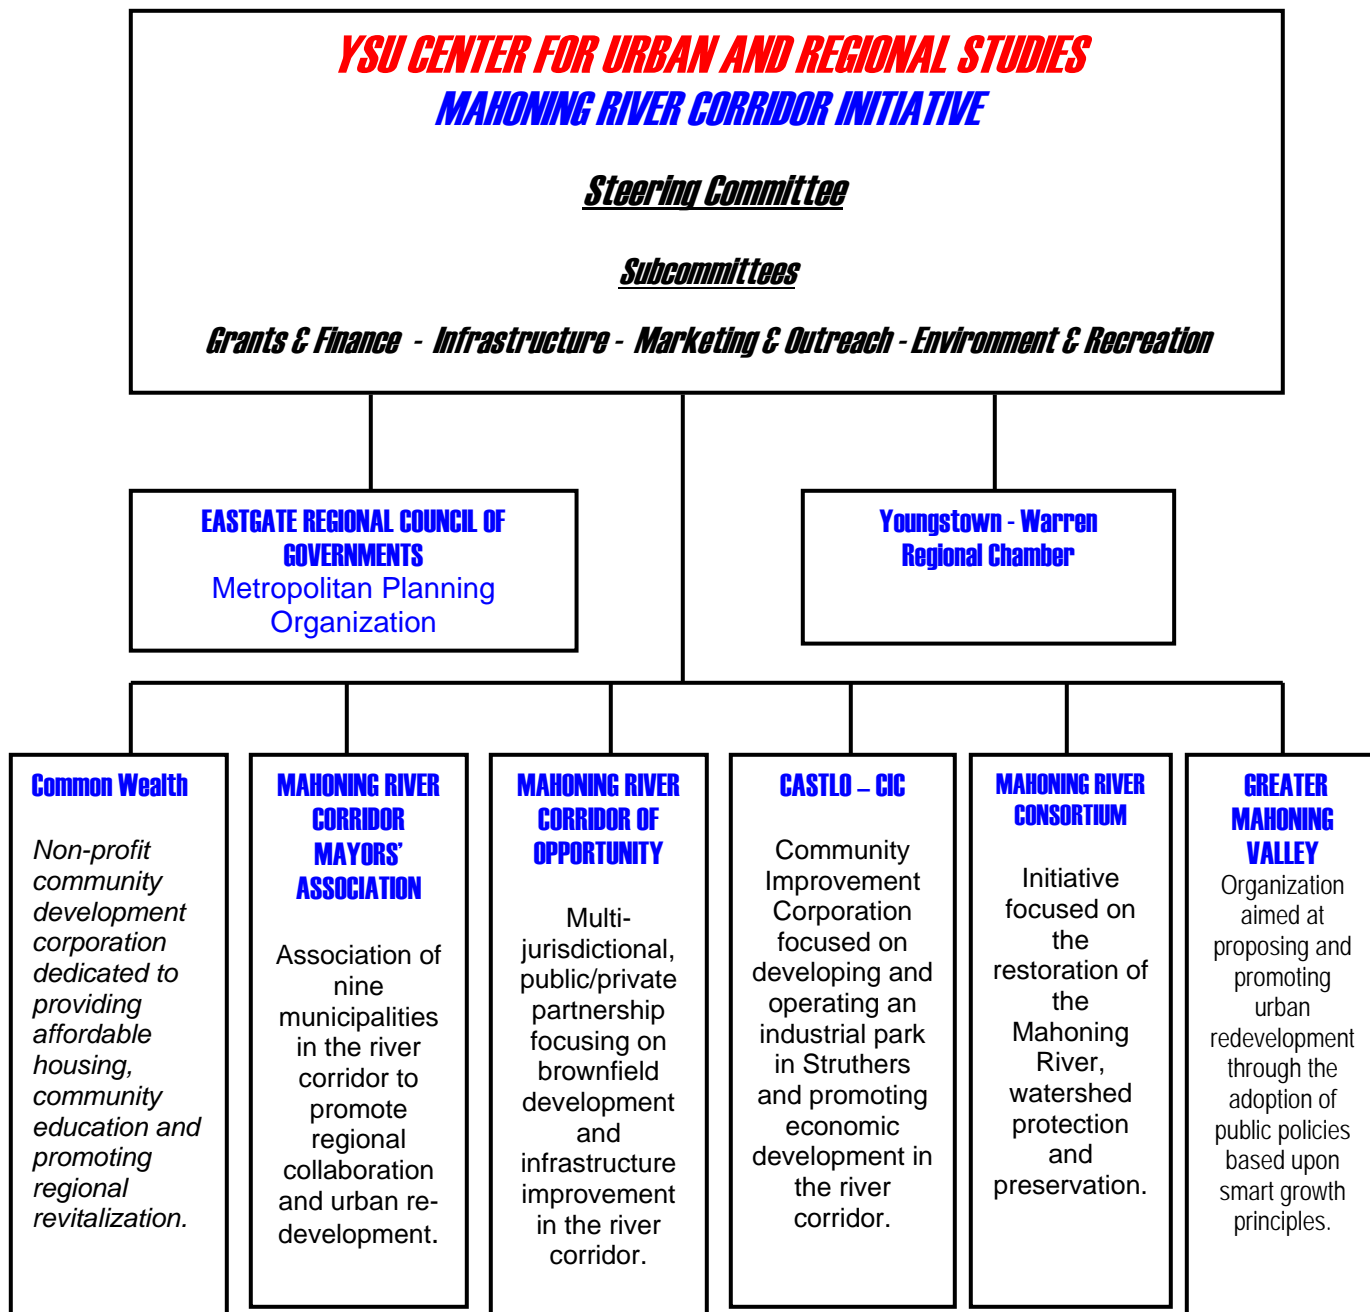 YSU CENTER FOR URBAN AND REGIONAL STUDIES
MAHONING RIVER CORRIDOR INITIATIVE
Steering Committee
Subcommittees
Grants & Finance - Infrastructure - Marketing & Outreach - Environment & Recreation
EASTGATE REGIONAL COUNCIL OF
GOVERNMENTS
Metropolitan Planning
Organization
Youngstown - Warren
Regional Chamber
Common Wealth
Non-profit
community
development
corporation
dedicated to
providing
affordable
housing,
community
education and
promoting
regional
revitalization.
MAHONING RIVER
CORRIDOR
MAYORS'
ASSOCIATION
Association of
nine
municipalities
in the river
corridor to
promote
regional
collaboration
and urban re-
development.
MAHONING RIVER
CORRIDOR OF
OPPORTUNITY
Multi-
jurisdictional,
public/private
partnership
focusing on
brownfield
development
and
infrastructure
improvement
in the river
corridor.
CASTLO – CIC
Community
Improvement
Corporation
focused on
developing and
operating an
industrial park
in Struthers
and promoting
economic
development in
the river
corridor.
MAHONING RIVER
CONSORTIUM
Initiative
focused on
the
restoration of
the
Mahoning
River,
watershed
protection
and
preservation.
GREATER
MAHONING
VALLEY
Organization
aimed at
proposing and
promoting
urban
redevelopment
through the
adoption of
public policies
based upon
smart growth
principles.